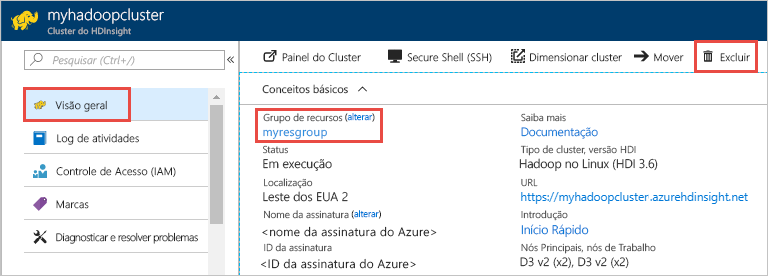 myhadoopcluster
Cluster do HDInsight
Pesquisar (Ctrl+/)
«
Visão geral
Log de atividades
Controle de Acesso (IAM)
Marcas
Diagnosticar e resolver problemas
Painel do Cluster
Secure Shell (SSH)
Dimensionar cluster
Mover
Excluir
Conceitos básicos
Grupo de recursos (alterar)
myresgroup
Status
Em execução
Localização
Leste dos EUA 2
Nome da assinatura (alterar)
<nome da assinatura do Azure>
ID da assinatura
<ID da assinatura do Azure>
Saiba mais
Documentação
Tipo de cluster, versão HDI
Hadoop no Linux (HDI 3.6)
URL
https://myhadoopcluster.azurehdinsight.net
Introdução
Início Rápido
Nós Principais, nós de Trabalho
D3 v2 (x2), D3 v2 (x2)